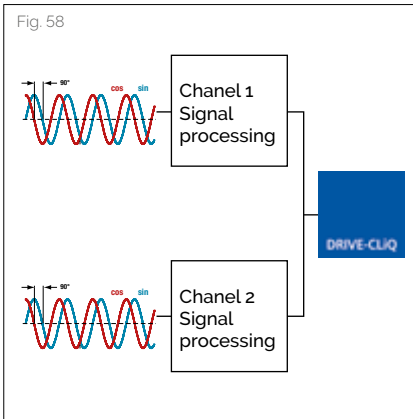 Fig. 58
90°
cos sin
Chanel 1
Signal
processing
DRIVE-CLiQ
90°
cos sin
Chanel 2
Signal
processing